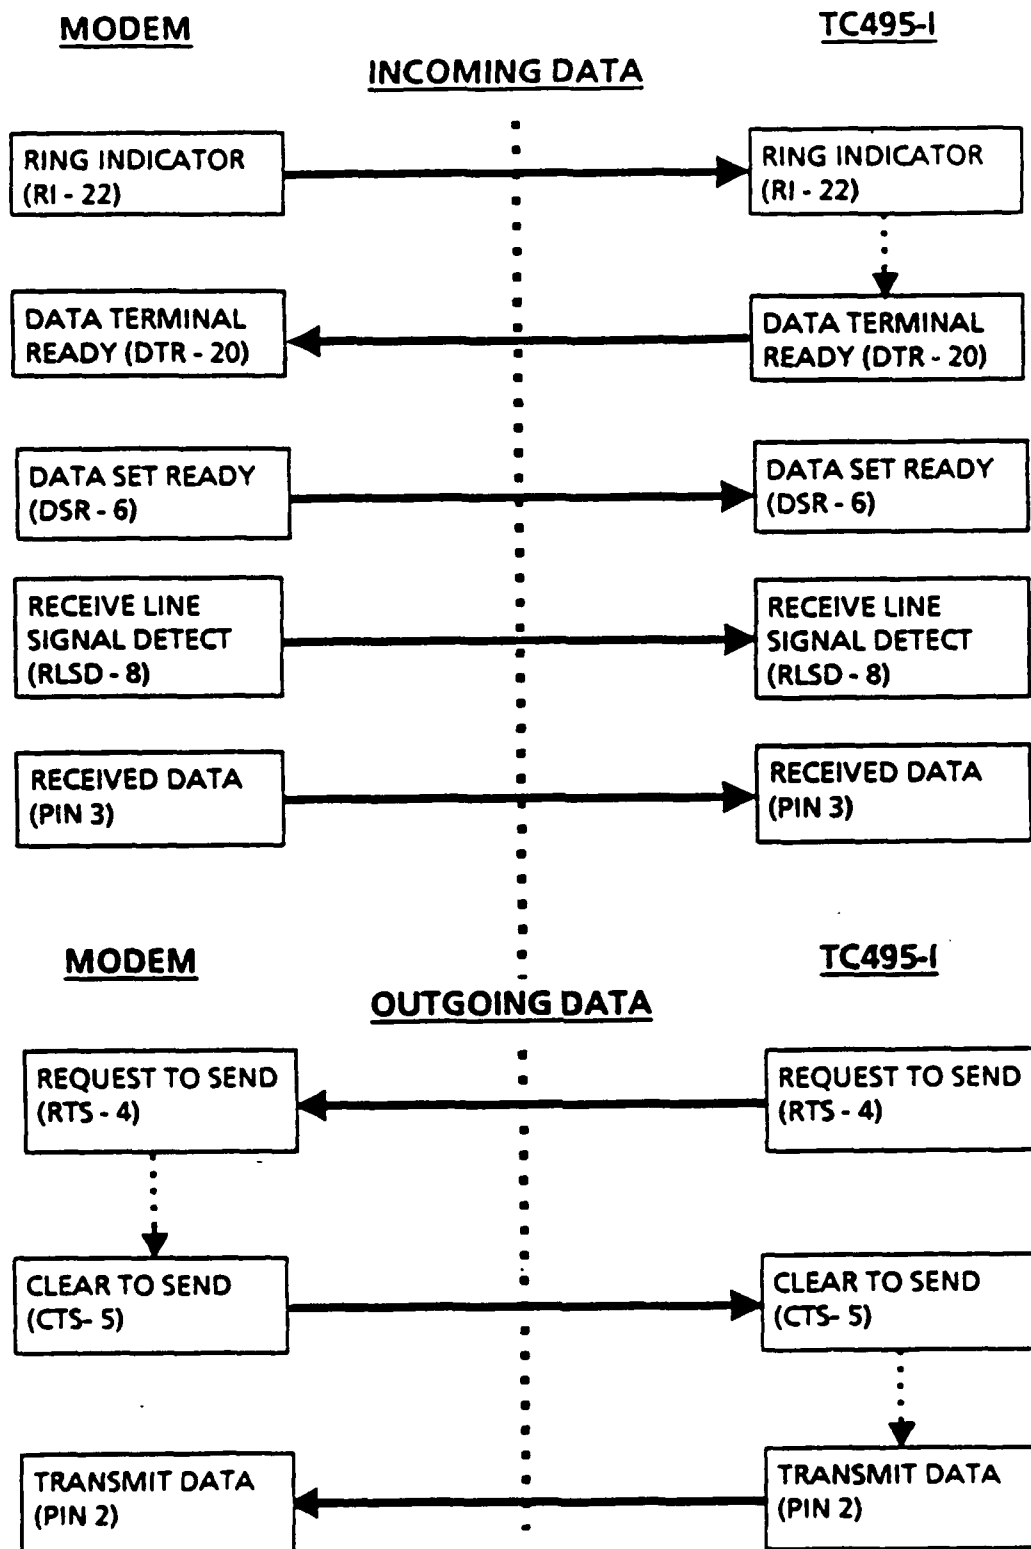 MODEM
TC495-I
INCOMING DATA
RING INDICATOR
(RI - 22)
RING INDICATOR
(RI - 22)
DATA TERMINAL
READY (DTR - 20)
DATA TERMINAL
READY (DTR - 20)
DATA SET READY
(DSR - 6)
DATA SET READY
(DSR - 6)
RECEIVE LINE
SIGNAL DETECT
(RLSD - 8)
RECEIVE LINE
SIGNAL DETECT
(RLSD - 8)
RECEIVED DATA
(PIN 3)
RECEIVED DATA
(PIN 3)
MODEM
TC495-I
OUTGOING DATA
REQUEST TO SEND
(RTS - 4)
REQUEST TO SEND
(RTS - 4)
CLEAR TO SEND
(CTS- 5)
CLEAR TO SEND
(CTS- 5)
TRANSMIT DATA
(PIN 2)
TRANSMIT DATA
(PIN 2)